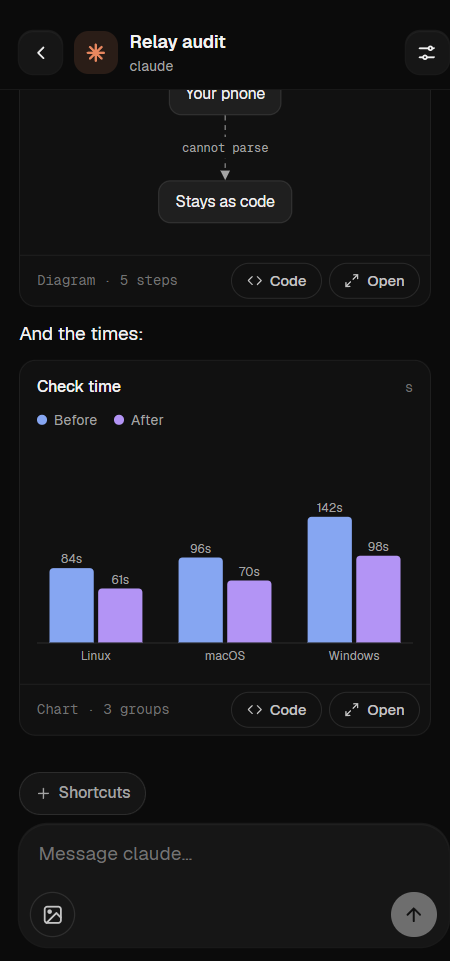 Relay audit
claude
Your phone
cannot parse
Stays as code
Diagram · 5 steps
Code
Open
And the times:
Check time
s
Before
After
84s
61s
96s
70s
142s
98s
Linux
macOS
Windows
Chart · 3 groups
Code
Open
Shortcuts
Message claude…